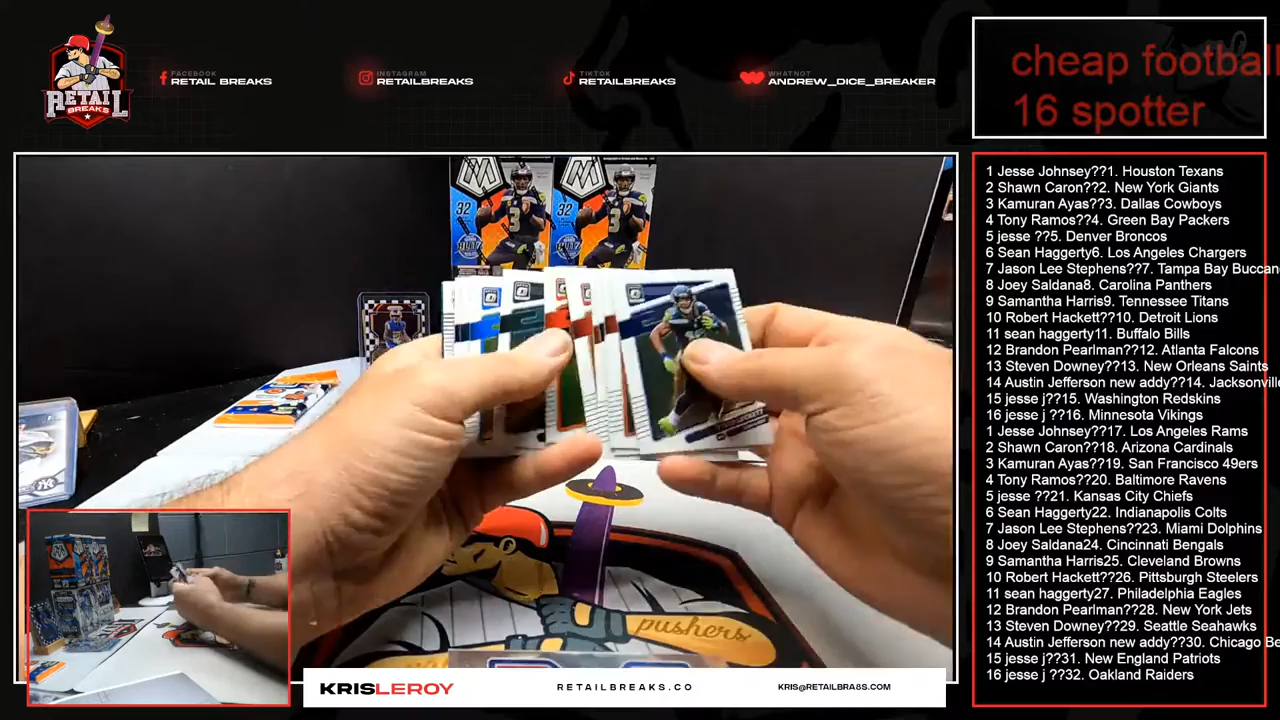 RETAIL
BREAKS
FACEBOOK
RETAIL BREAKS
INSTAGRAM
RETAILBREAKS
TIKTOK
RETAILBREAKS
WHATNOT
ANDREW_DICE_BREAKER
cheap football
16 spotter
1 Jesse Johnsey??1. Houston Texans
2 Shawn Caron??2. New York Giants
3 Kamuran Ayas??3. Dallas Cowboys
4 Tony Ramos??4. Green Bay Packers
5 jesse ??5. Denver Broncos
6 Sean Haggerty6. Los Angeles Chargers
7 Jason Lee Stephens??7. Tampa Bay Buccan
8 Joey Saldana8. Carolina Panthers
9 Samantha Harris9. Tennessee Titans
10 Robert Hackett??10. Detroit Lions
11 sean haggerty11. Buffalo Bills
12 Brandon Pearlman??12. Atlanta Falcons
13 Steven Downey??13. New Orleans Saints
14 Austin Jefferson new addy??14. Jacksonville
15 jesse j??15. Washington Redskins
16 jesse j ??16. Minnesota Vikings
1 Jesse Johnsey??17. Los Angeles Rams
2 Shawn Caron??18. Arizona Cardinals
3 Kamuran Ayas??19. San Francisco 49ers
4 Tony Ramos??20. Baltimore Ravens
5 jesse ??21. Kansas City Chiefs
6 Sean Haggerty22. Indianapolis Colts
7 Jason Lee Stephens??23. Miami Dolphins
8 Joey Saldana24. Cincinnati Bengals
9 Samantha Harris25. Cleveland Browns
10 Robert Hackett??26. Pittsburgh Steelers
11 sean haggerty27. Philadelphia Eagles
12 Brandon Pearlman??28. New York Jets
13 Steven Downey??29. Seattle Seahawks
14 Austin Jefferson new addy??30. Chicago Be
15 jesse j??31. New England Patriots
16 jesse j ??32. Oakland Raiders
32
32
pushers
KRISLEROY
RETAILBREAKS.CO
KRIS@RETAILBRA8S.COM